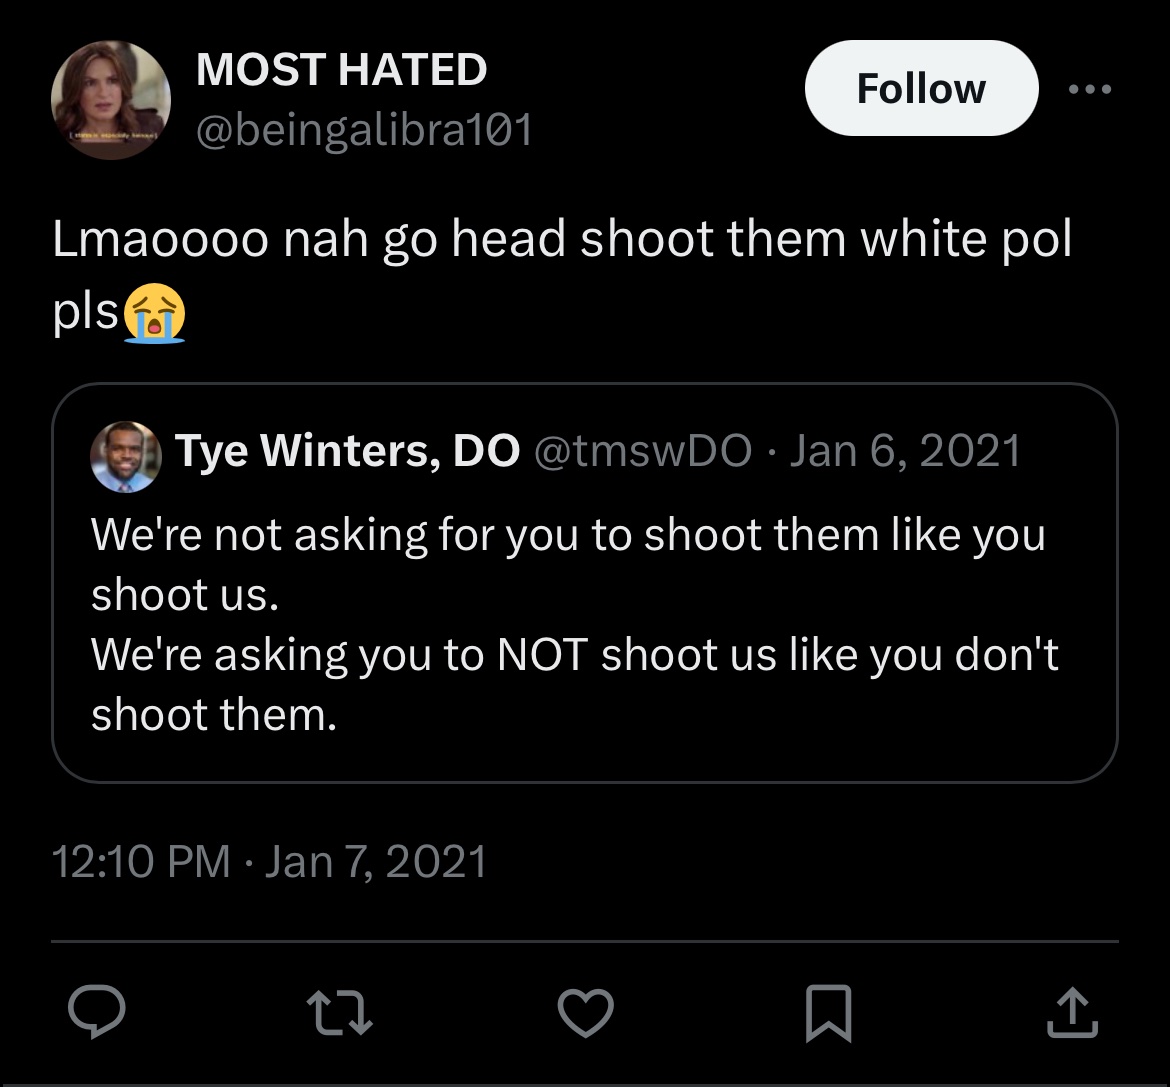 MOST HATED
@beingalibra101
Follow
Lmaoooo nah go head shoot them white pol
pls😭
Tye Winters, DO @tmswDO · Jan 6, 2021
We're not asking for you to shoot them like you
shoot us.
We're asking you to NOT shoot us like you don't
shoot them.
12:10 PM · Jan 7, 2021